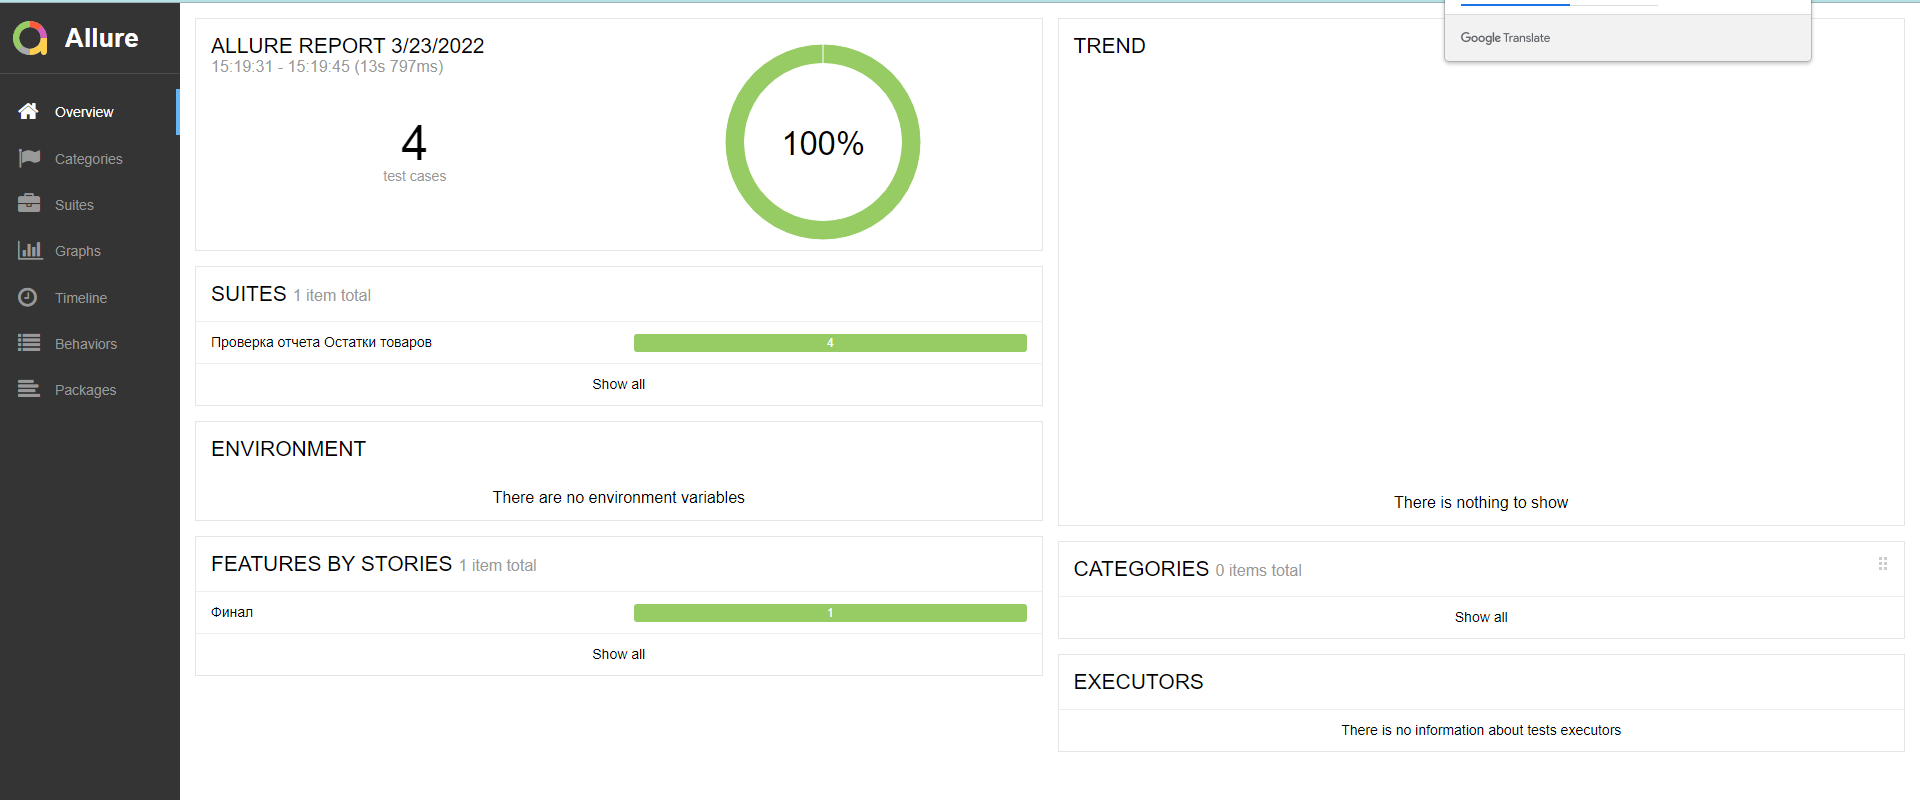 Allure
Overview
Categories
Suites
Graphs
Timeline
Behaviors
Packages
ALLURE REPORT 3/23/2022
15:19:31 - 15:19:45 (13s 797ms)
4
test cases
100%
SUITES 1 item total
Проверка отчета Остатки товаров 4
Show all
ENVIRONMENT
There are no environment variables
FEATURES BY STORIES 1 item total
Финал 1
Show all
TREND
There is nothing to show
CATEGORIES 0 items total
Show all
EXECUTORS
There is no information about tests executors
Google Translate